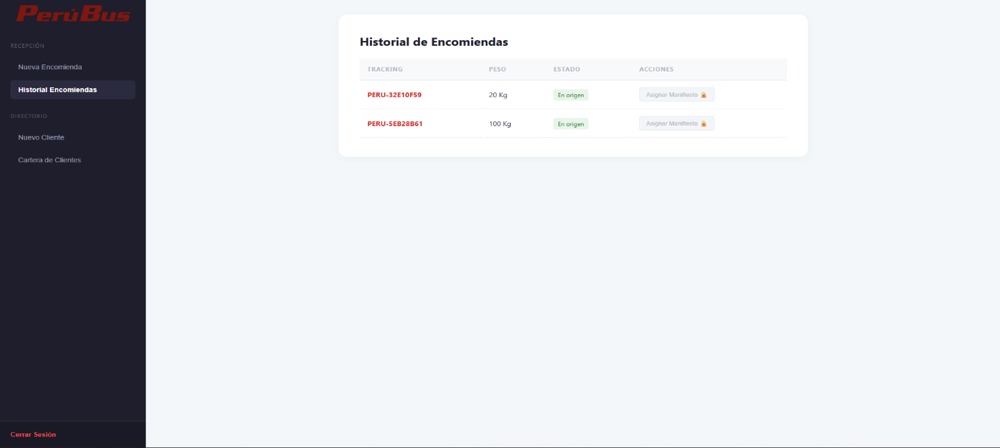 PerúBus
RECEPCIÓN
Nueva Encomienda
Historial Encomiendas
DIRECTORIO
Nuevo Cliente
Cartera de Clientes
Cerrar Sesión
Historial de Encomiendas
TRACKING PESO ESTADO ACCIONES
PERU-32E10F59 20 Kg En origen Asignar Manifiesto 🔒
PERU-5EB28B61 100 Kg En origen Asignar Manifiesto 🔒